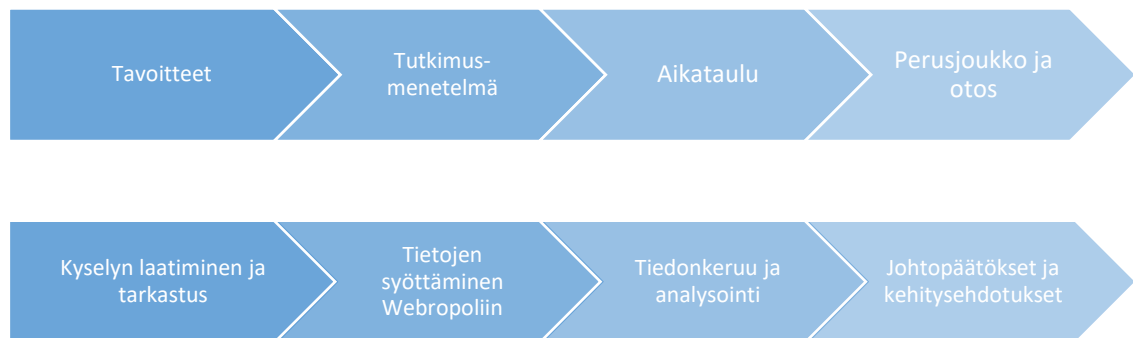 Tavoitteet
Tutkimus-
menetelmä
Aikataulu
Perusjoukko ja
otos
Kyselyn laatiminen ja
tarkastus
Tietojen
syöttäminen
Webropoliin
Tiedonkeruu ja
analysointi
Johtopäätökset ja
kehitysehdotukset